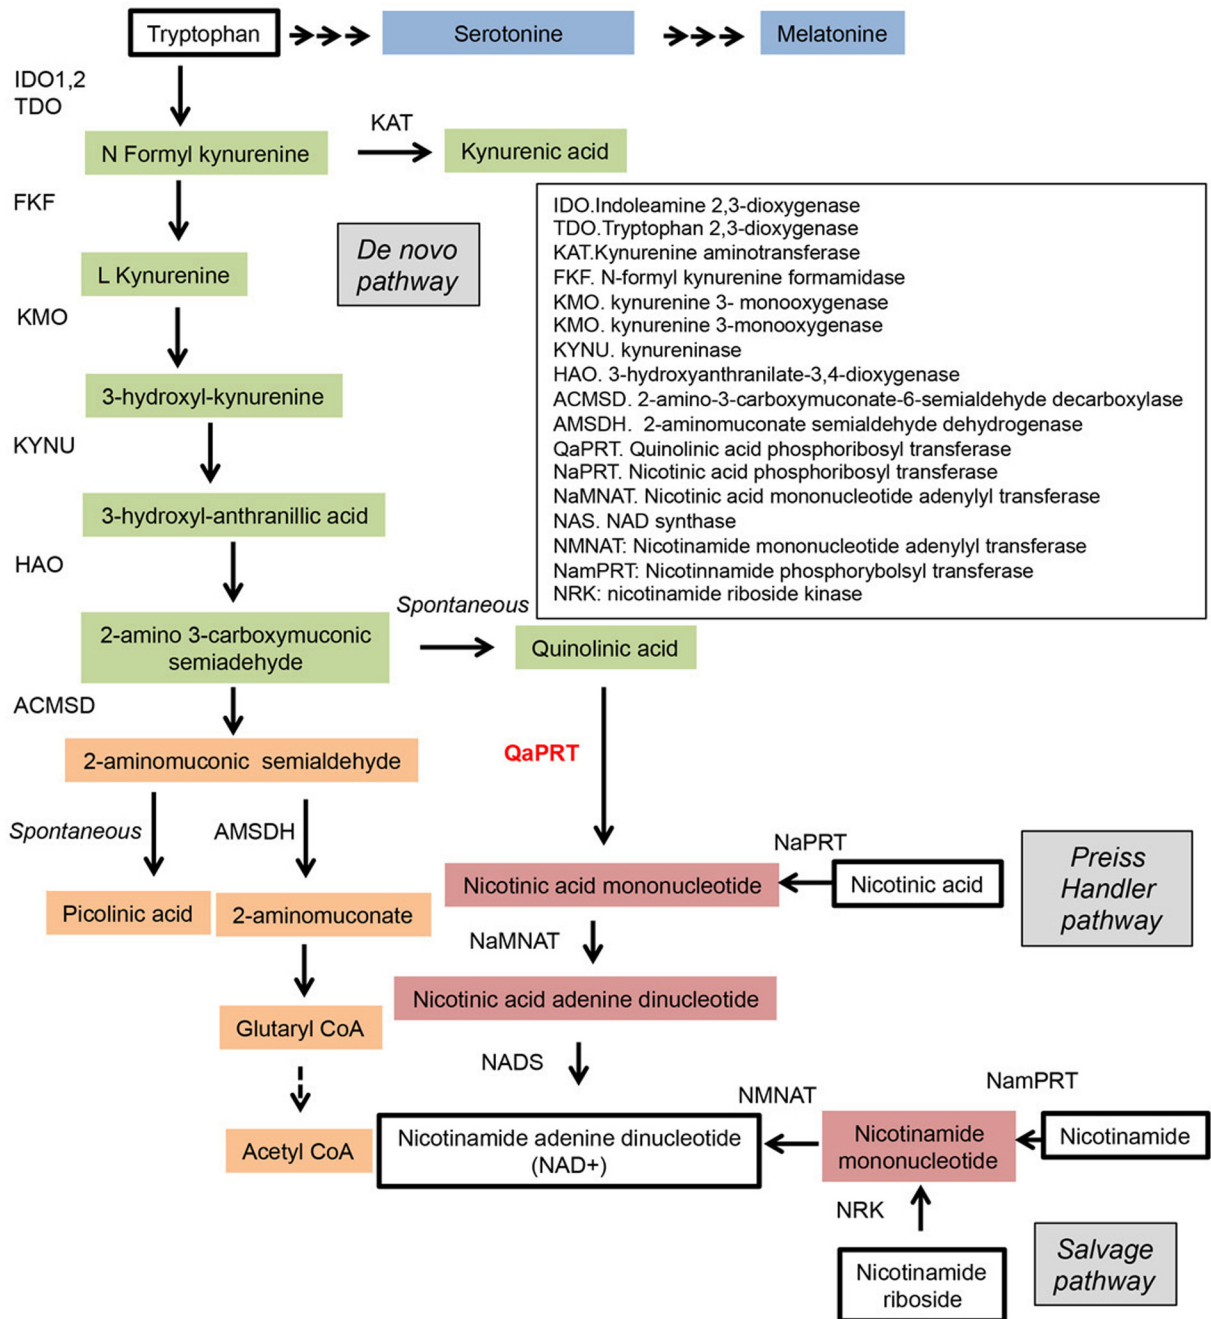 Tryptophan
Serotonine
Melatonine
IDO1,2
TDO
N Formyl kynurenine
KAT
Kynurenic acid
FKF
De novo
pathway
L Kynurenine
KMO
3-hydroxyl-kynurenine
KYNU
3-hydroxyl-anthranillic acid
HAO
IDO.Indoleamine 2,3-dioxygenase
TDO.Tryptophan 2,3-dioxygenase
KAT.Kynurenine aminotransferase
FKF. N-formyl kynurenine formamidase
KMO. kynurenine 3- monooxygenase
KMO. kynurenine 3-monooxygenase
KYNU. kynureninase
HAO. 3-hydroxyanthranilate-3,4-dioxygenase
ACMSD. 2-amino-3-carboxymuconate-6-semialdehyde decarboxylase
AMSDH.  2-aminomuconate semialdehyde dehydrogenase
QaPRT. Quinolinic acid phosphoribosyl transferase
NaPRT. Nicotinic acid phosphoribosyl transferase
NaMNAT. Nicotinic acid mononucleotide adenylyl transferase
NAS. NAD synthase
NMNAT: Nicotinamide mononucleotide adenylyl transferase
NamPRT: Nicotinnamide phosphorybolsyl transferase
NRK: nicotinamide riboside kinase
2-amino 3-carboxymuconic
semiadehyde
Spontaneous
Quinolinic acid
ACMSD
2-aminomuconic  semialdehyde
QaPRT
Spontaneous
AMSDH
Picolinic acid
2-aminomuconate
Nicotinic acid mononucleotide
NaPRT
Nicotinic acid
Preiss
Handler
pathway
NaMNAT
Nicotinic acid adenine dinucleotide
Glutaryl CoA
NADS
Acetyl CoA
Nicotinamide adenine dinucleotide
(NAD+)
NMNAT
Nicotinamide
mononucleotide
NamPRT
Nicotinamide
NRK
Nicotinamide
riboside
Salvage
pathway